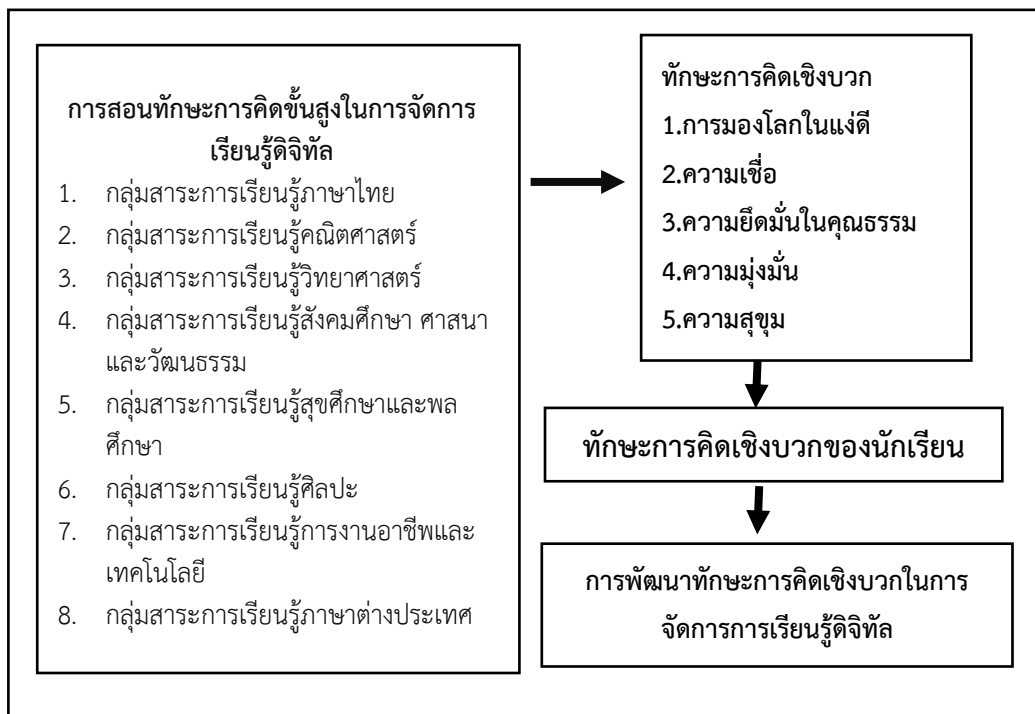 การสอนทักษะการคิดขั้นสูงในการจัดการ
เรียนรู้ดิจิทัล
1. กลุ่มสาระการเรียนรู้ภาษาไทย
2. กลุ่มสาระการเรียนรู้คณิตศาสตร์
3. กลุ่มสาระการเรียนรู้วิทยาศาสตร์
4. กลุ่มสาระการเรียนรู้สังคมศึกษา ศาสนา
และวัฒนธรรม
5. กลุ่มสาระการเรียนรู้สุขศึกษาและพล
ศึกษา
6. กลุ่มสาระการเรียนรู้ศิลปะ
7. กลุ่มสาระการเรียนรู้การงานอาชีพและ
เทคโนโลยี
8. กลุ่มสาระการเรียนรู้ภาษาต่างประเทศ
ทักษะการคิดเชิงบวก
1.การมองโลกในแง่ดี
2.ความเชื่อ
3.ความยึดมั่นในคุณธรรม
4.ความมุ่งมั่น
5.ความสุขุม
ทักษะการคิดเชิงบวกของนักเรียน
การพัฒนาทักษะการคิดเชิงบวกในการ
จัดการการเรียนรู้ดิจิทัล